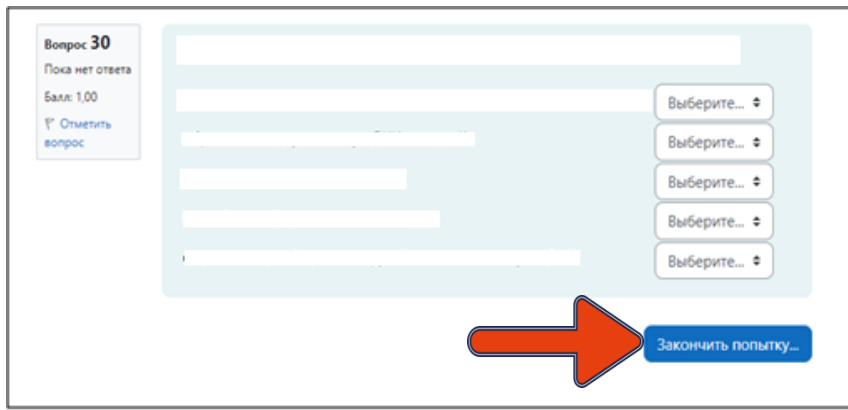 Вопрос 30
Пока нет ответа
Балл: 1,00
Отметить
вопрос
Выберите...
Выберите...
Выберите...
Выберите...
Выберите...
Закончить попытку...